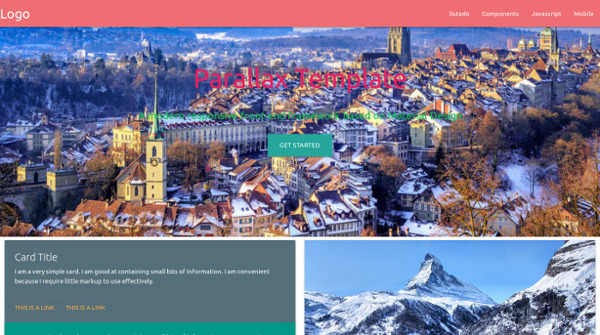 Logo
listado Components Javascript Mobile
Parallax Template
A modern responsive front-end framework based on Material Design
GET STARTED
Card Title
I am a very simple card. I am good at containing small bits of information. I am convenient
because I require little markup to use effectively.
THIS IS A LINK THIS IS A LINK